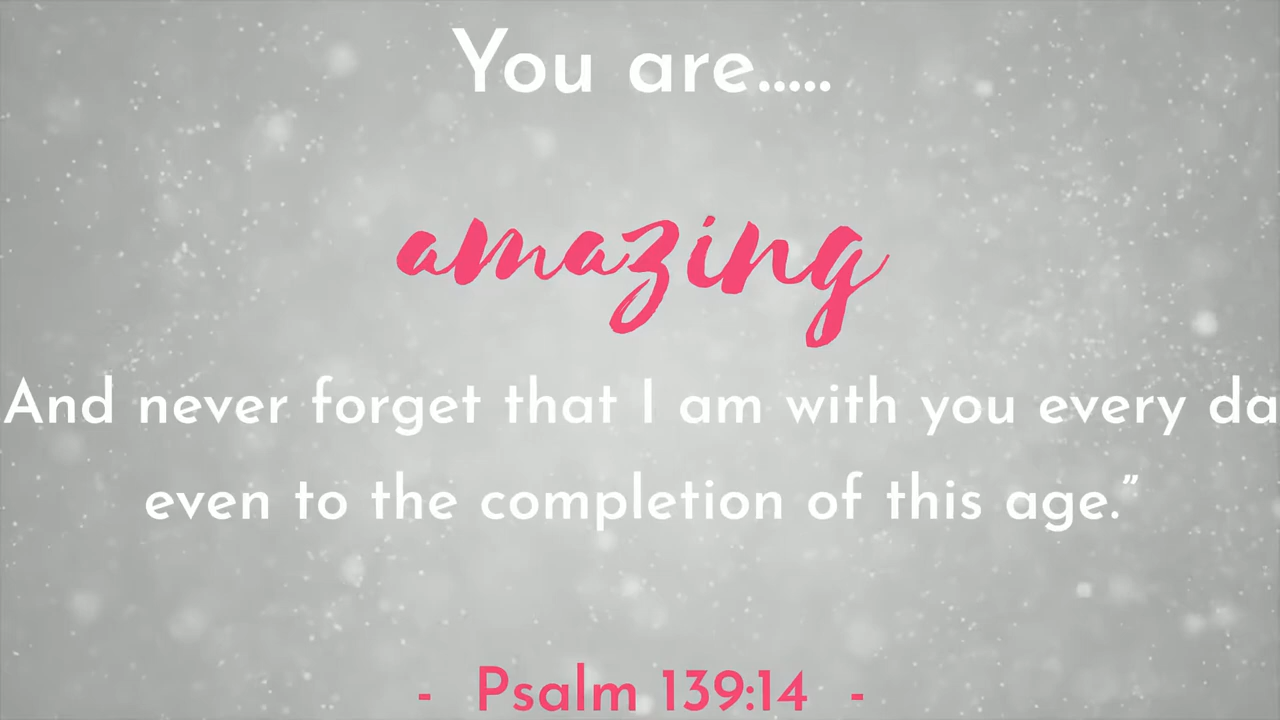 You are.....
amazing
And never forget that I am with you every da
even to the completion of this age.”
- Psalm 139:14 -